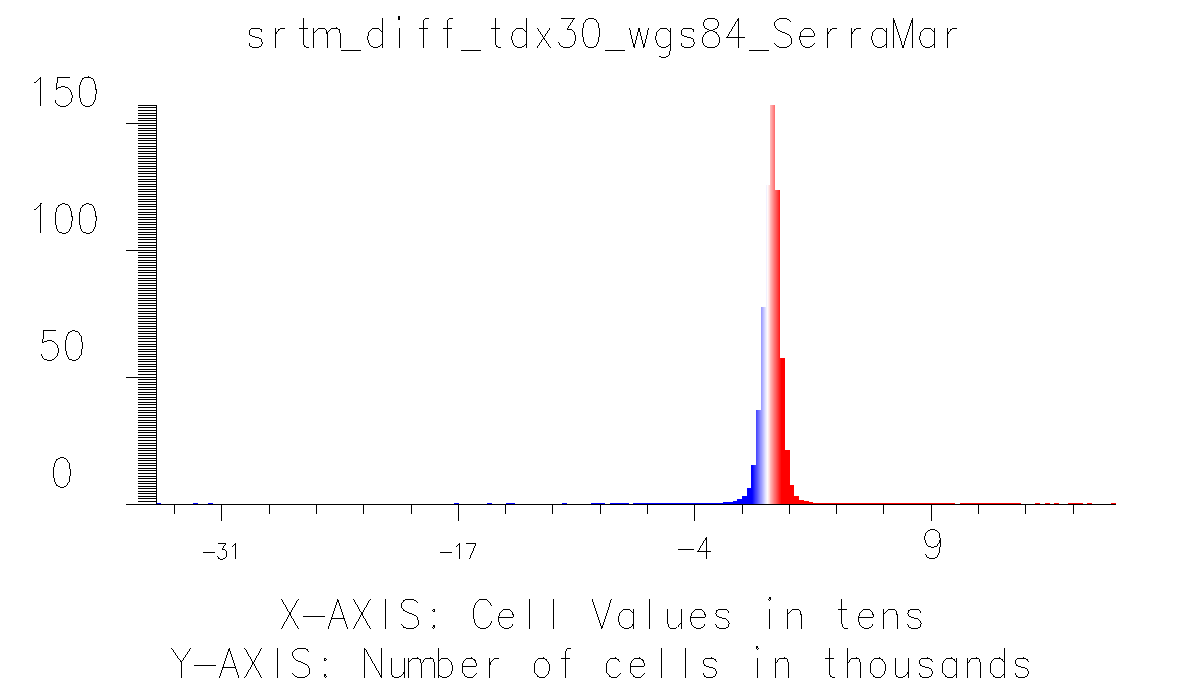 srtm_diff_tdx30_wgs84_SerraMar
150
100
50
0
-31 -17 -4 9
X-AXIS: Cell Values in tens
Y-AXIS: Number of cells in thousands